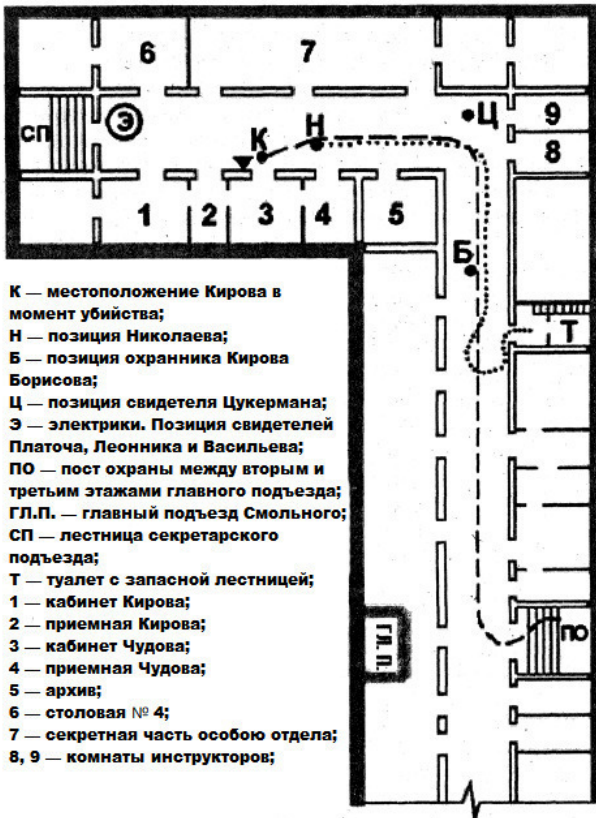 6
7
9
8
Ц
Э
СП
К
Н
1
2
3
4
5
Б
Т
К — местоположение Кирова в
момент убийства;
Н — позиция Николаева;
Б — позиция охранника Кирова
Борисова;
Ц — позиция свидетеля Цукермана;
Э — электрики. Позиция свидетелей
Платоча, Леонника и Васильева;
ПО — пост охраны между вторым и
третьим этажами главного подъезда;
ГЛ.П. — главный подъезд Смольного;
СП — лестница секретарского
подъезда;
Т — туалет с запасной лестницей;
1 — кабинет Кирова;
2 — приемная Кирова;
3 — кабинет Чудова;
4 — приемная Чудова;
5 — архив;
6 — столовая № 4;
7 — секретная часть особою отдела;
8, 9 — комнаты инструкторов;
ГЛ. П.
ПО